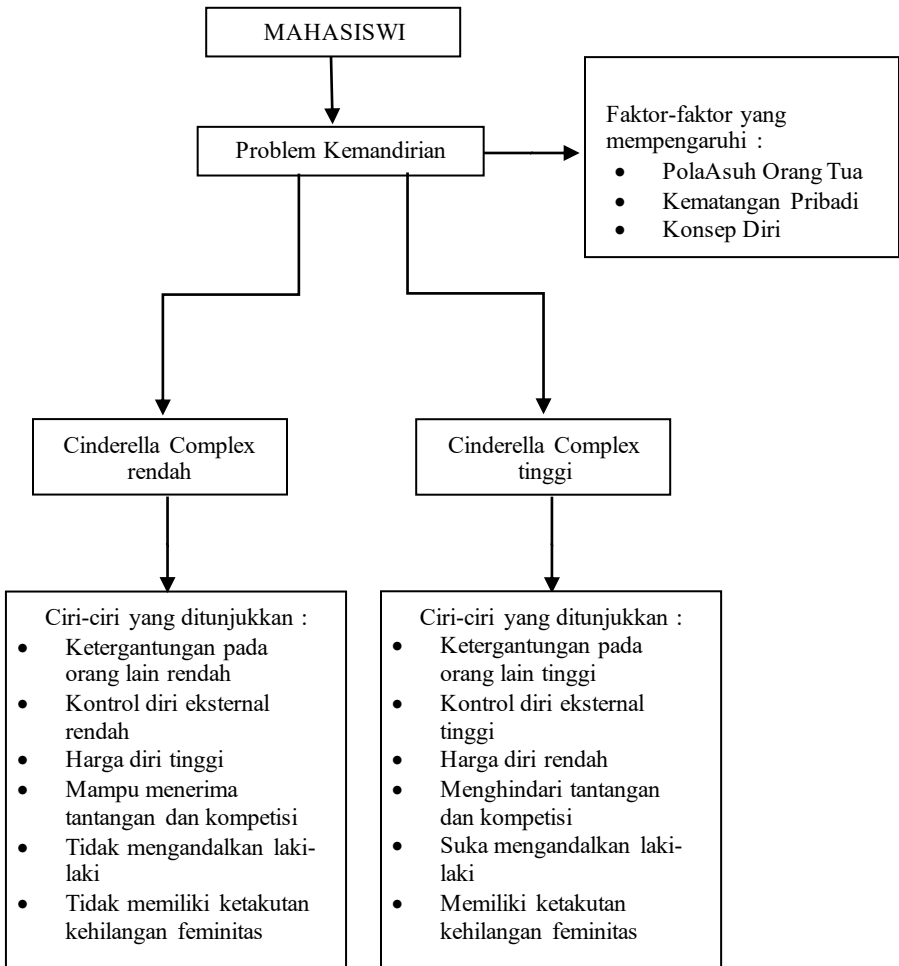 MAHASISWI
Problem Kemandirian
Faktor-faktor yang
mempengaruhi :
• PolaAsuh Orang Tua
• Kematangan Pribadi
• Konsep Diri
Cinderella Complex
rendah
Cinderella Complex
tinggi
Ciri-ciri yang ditunjukkan :
• Ketergantungan pada
orang lain rendah
• Kontrol diri eksternal
rendah
• Harga diri tinggi
• Mampu menerima
tantangan dan kompetisi
• Tidak mengandalkan laki-
laki
• Tidak memiliki ketakutan
kehilangan feminitas
Ciri-ciri yang ditunjukkan :
• Ketergantungan pada
orang lain tinggi
• Kontrol diri eksternal
tinggi
• Harga diri rendah
• Menghindari tantangan
dan kompetisi
• Suka mengandalkan laki-
laki
• Memiliki ketakutan
kehilangan feminitas